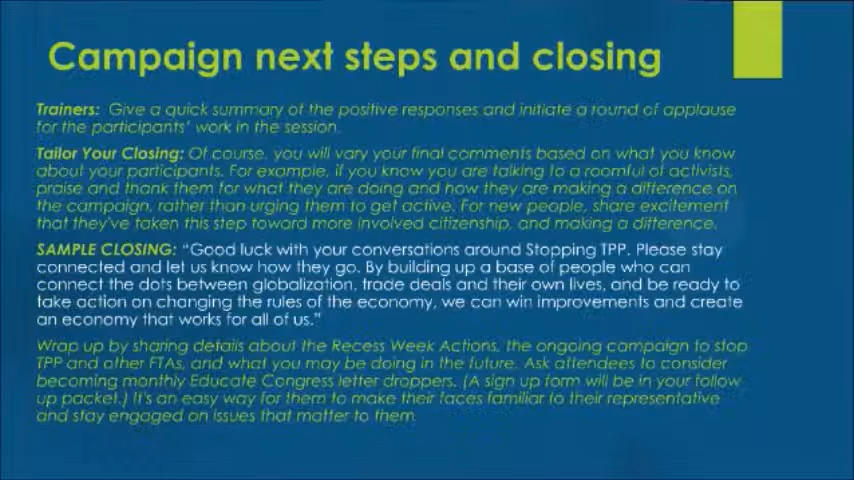 Campaign next steps and closing
Trainers: Give a quick summary of the positive responses and initiate a round of applause
for the participants' work in the session.
Tailor Your Closing: Of course, you will vary your final comments based on what you know
about your participants. For example, if you know you are talking to a roomful of activists,
praise and thank them for what they are doing and how they are making a difference on
the campaign, rather than urging them to get active. For new people, share excitement
that they've taken this step toward more involved citizenship, and making a difference.
SAMPLE CLOSING: “Good luck with your conversations around Stopping TPP. Please stay
connected and let us know how they go. By building up a base of people who can
connect the dots between globalization, trade deals and their own lives, and be ready to
take action on changing the rules of the economy, we can win improvements and create
an economy that works for all of us.”
Wrap up by sharing details about the Recess Week Actions, the ongoing campaign to stop
TPP and other FTAs, and what you may be doing in the future. Ask attendees to consider
becoming monthly Educate Congress letter droppers. (A sign up form will be in your follow
up packet.) It's an easy way for them to make their faces familiar to their representative
and stay engaged on issues that matter to them.